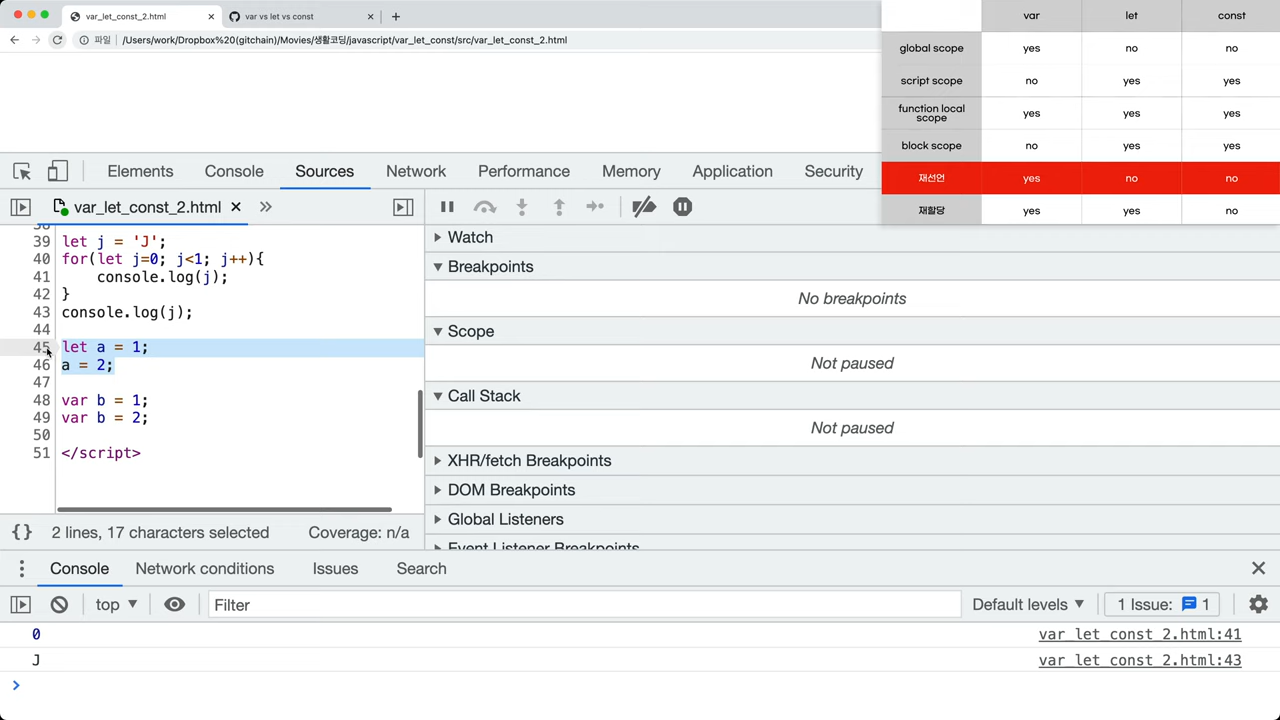 var_let_const_2.html
var vs let vs const
파일 /Users/work/Dropbox%20(gitchain)/Movies/생활코딩/javascript/var_let_const/src/var_let_const_2.html
var let const
global scope yes no no
script scope no yes yes
function local scope yes yes yes
block scope no yes yes
재선언 yes no no
재할당 yes yes no
Elements Console Sources Network Performance Memory Application Security
var_let_const_2.html
39 let j = 'J';
40 for(let j=0; j<1; j++){
41 console.log(j);
42 }
43 console.log(j);
44
45 let a = 1;
46 a = 2;
47
48 var b = 1;
49 var b = 2;
50
51 </script>
{} 2 lines, 17 characters selected Coverage: n/a
Watch
Breakpoints
No breakpoints
Scope
Not paused
Call Stack
Not paused
XHR/fetch Breakpoints
DOM Breakpoints
Global Listeners
Event Listener Breakpoints
Console Network conditions Issues Search
top Filter Default levels 1 Issue: 1
0 var_let_const_2.html:41
J var_let_const_2.html:43